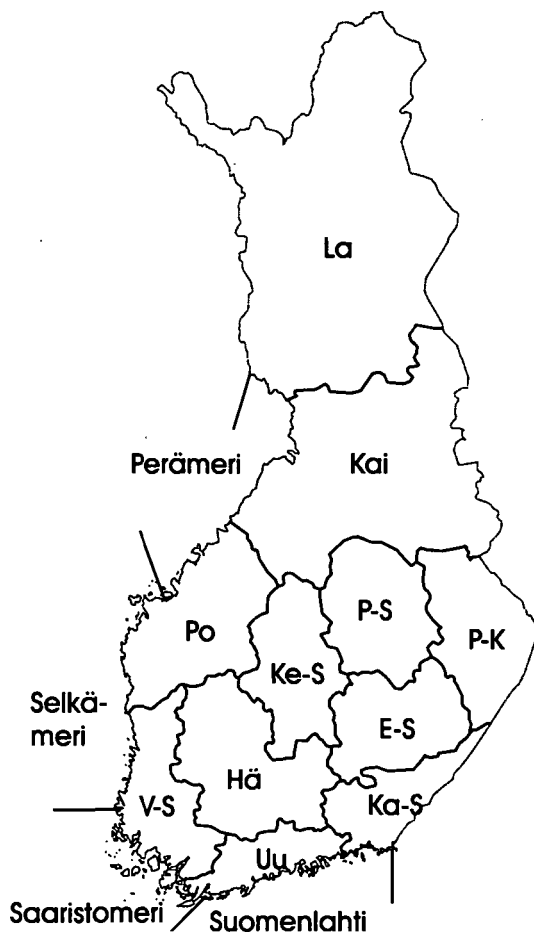 La
Perämeri
Kai
Po
P-S
P-K
Ke-S
Selkä-
meri
E-S
Hä
V-S
Ka-S
Uu
Saaristomeri
Suomenlahti